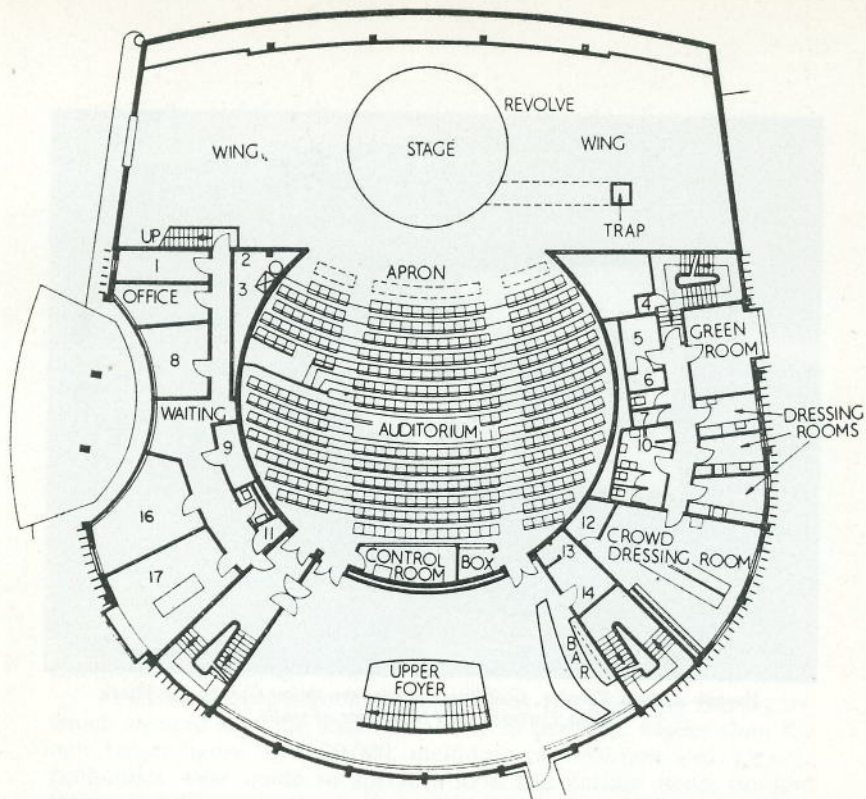 REVOLVE
WING
STAGE
WING
TRAP
UP
1
2
APRON
3
OFFICE
4
GREEN
ROOM
5
8
6
WAITING
7
DRESSING
ROOMS
AUDITORIUM
9
10
16
11
12
CROWD
DRESSING ROOM
13
CONTROL
ROOM
BOX
17
14
BAR
UPPER
FOYER